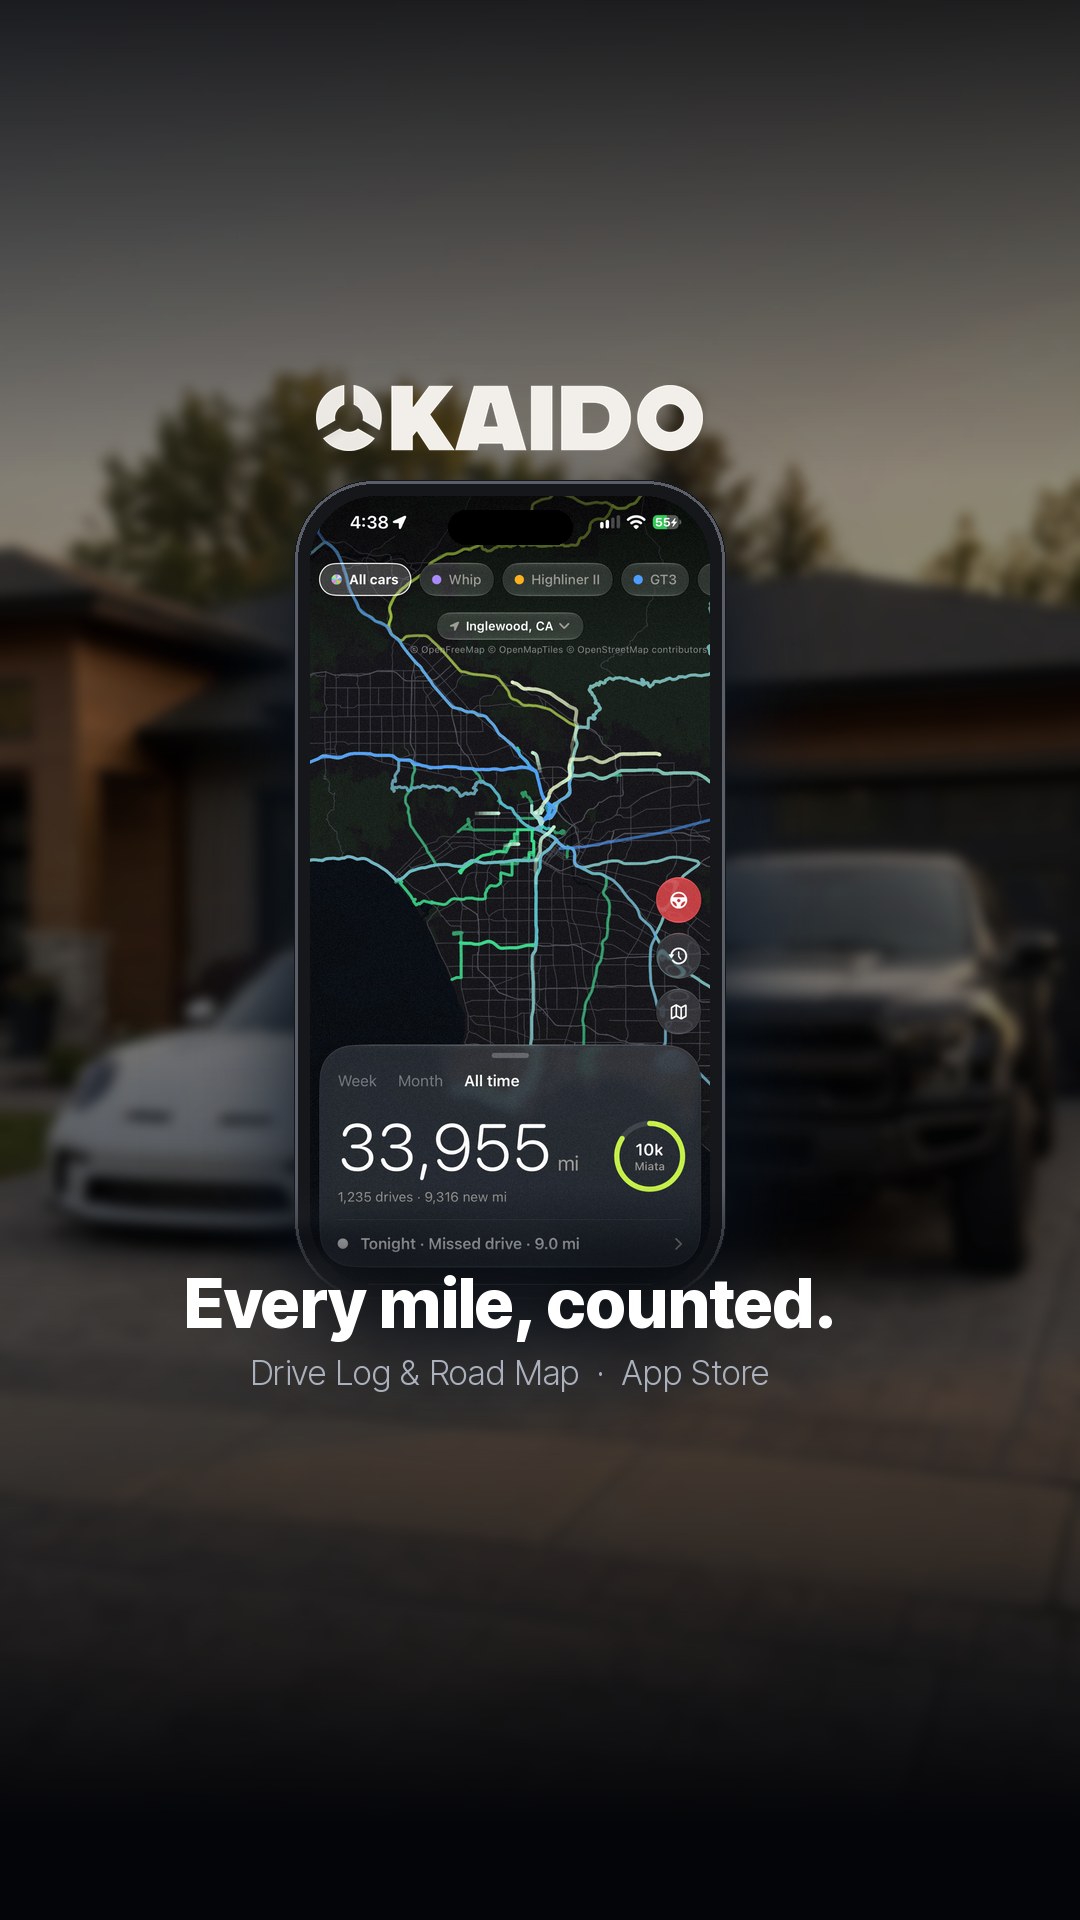 OKAIDO
4:38
55
All cars
Whip
Highliner II
GT3
Inglewood, CA
© OpenFreeMap © OpenMapTiles © OpenStreetMap contributors
Week Month All time
33,955 mi
10k
Miata
1,235 drives · 9,316 new mi
Tonight · Missed drive · 9.0 mi
Every mile, counted.
Drive Log & Road Map · App Store